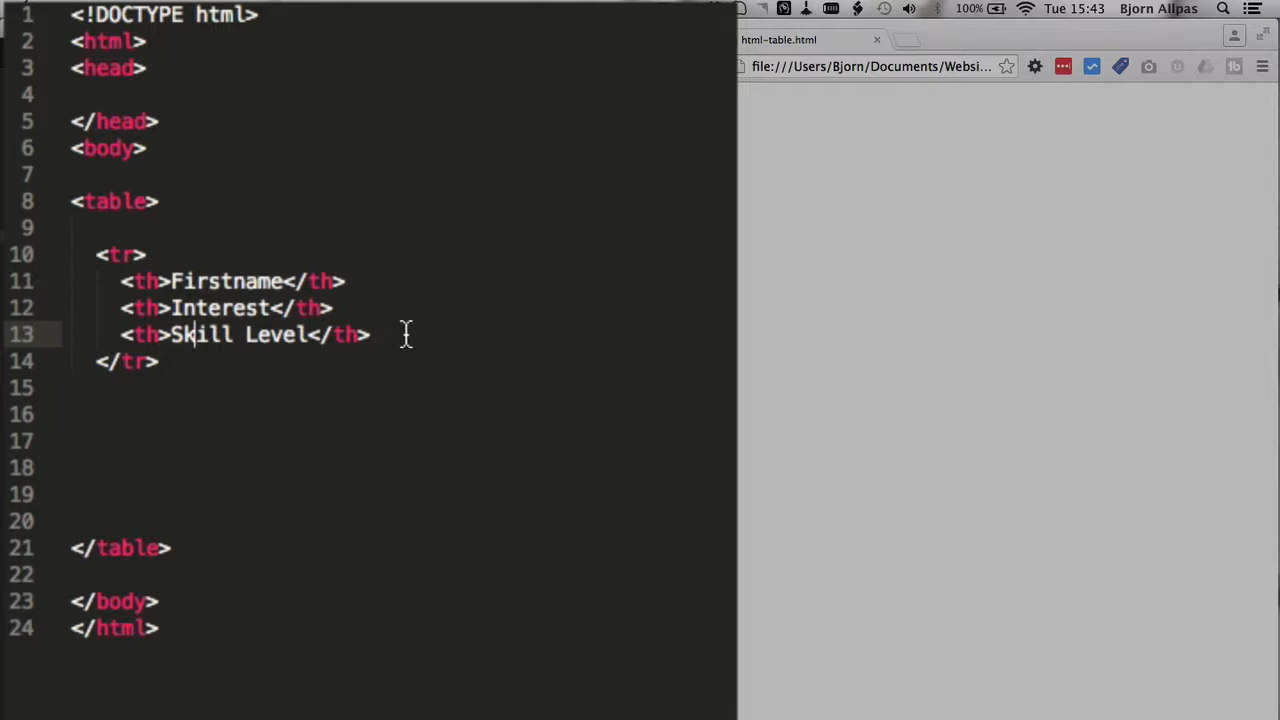 100% Tue 15:43 Bjorn Allpas
html-table.html
file:///Users/Bjorn/Documents/Websi...
1 <!DOCTYPE html>
2 <html>
3 <head>
4
5 </head>
6 <body>
7
8 <table>
9
10 <tr>
11 <th>Firstname</th>
12 <th>Interest</th>
13 <th>Skill Level</th>
14 </tr>
15
16
17
18
19
20
21 </table>
22
23 </body>
24 </html>